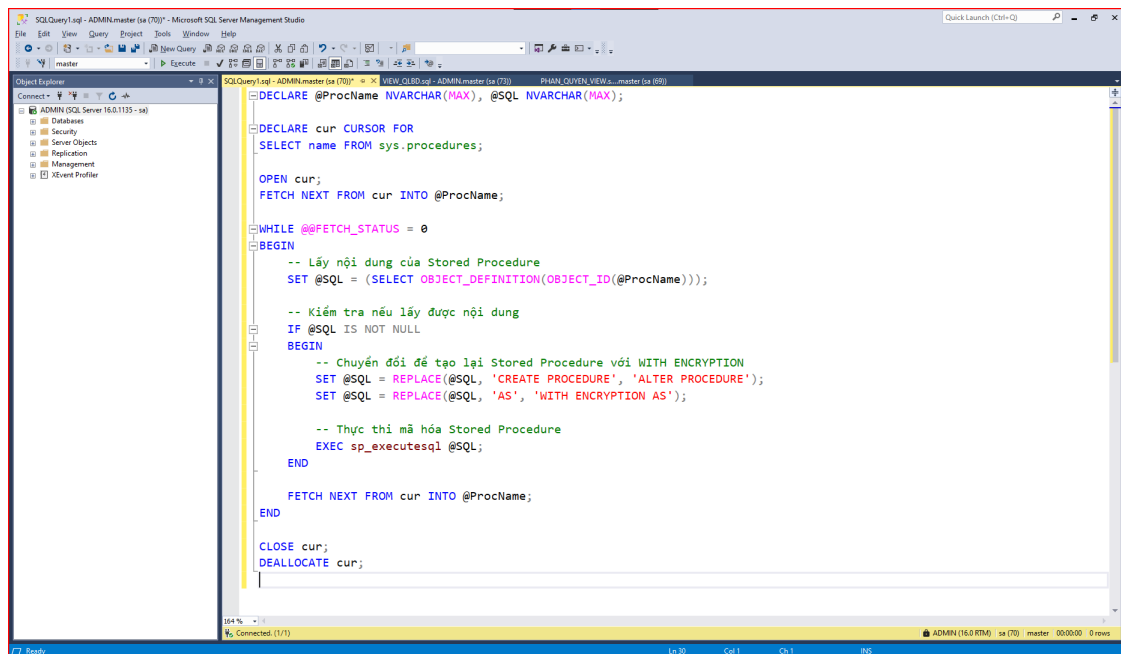 SQLQuery1.sql - ADMIN.master (sa (70))* - Microsoft SQL Server Management Studio
Quick Launch (Ctrl+Q)
File Edit View Query Project Tools Window Help
New Query
master Execute
Object Explorer
SQLQuery1.sql - ADMIN.master (sa (70))* VIEW_QLBD.sql - ADMIN.master (sa (73)) PHAN_QUYEN_VIEW.s...master (sa (69))
Connect
ADMIN (SQL Server 16.0.1135 - sa)
Databases
Security
Server Objects
Replication
Management
XEvent Profiler
DECLARE @ProcName NVARCHAR(MAX), @SQL NVARCHAR(MAX);
DECLARE cur CURSOR FOR
SELECT name FROM sys.procedures;
OPEN cur;
FETCH NEXT FROM cur INTO @ProcName;
WHILE @@FETCH_STATUS = 0
BEGIN
-- Lấy nội dung của Stored Procedure
SET @SQL = (SELECT OBJECT_DEFINITION(OBJECT_ID(@ProcName)));
-- Kiểm tra nếu lấy được nội dung
IF @SQL IS NOT NULL
BEGIN
-- Chuyển đổi để tạo lại Stored Procedure với WITH ENCRYPTION
SET @SQL = REPLACE(@SQL, 'CREATE PROCEDURE', 'ALTER PROCEDURE');
SET @SQL = REPLACE(@SQL, 'AS', 'WITH ENCRYPTION AS');
-- Thực thi mã hóa Stored Procedure
EXEC sp_executesql @SQL;
END
FETCH NEXT FROM cur INTO @ProcName;
END
CLOSE cur;
DEALLOCATE cur;
164 %
Connected. (1/1)
ADMIN (16.0 RTM) sa (70) master 00:00:00 0 rows
Ready Ln 30 Col 1 Ch 1 INS